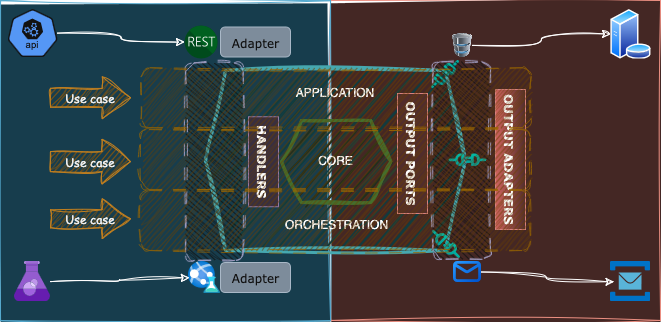 api
REST
Adapter
Use case
APPLICATION
HANDLERS
OUTPUT PORTS
OUTPUT ADAPTERS
Use case
CORE
Use case
ORCHESTRATION
Adapter